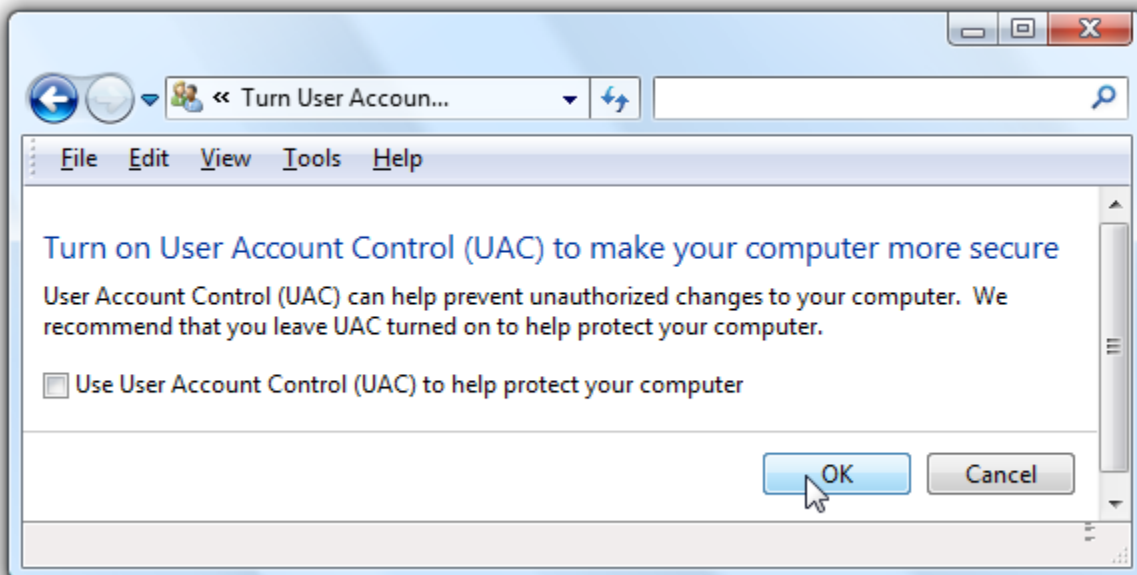 « Turn User Accoun...
File Edit View Tools Help
Turn on User Account Control (UAC) to make your computer more secure
User Account Control (UAC) can help prevent unauthorized changes to your computer.  We
recommend that you leave UAC turned on to help protect your computer.
Use User Account Control (UAC) to help protect your computer
OK Cancel